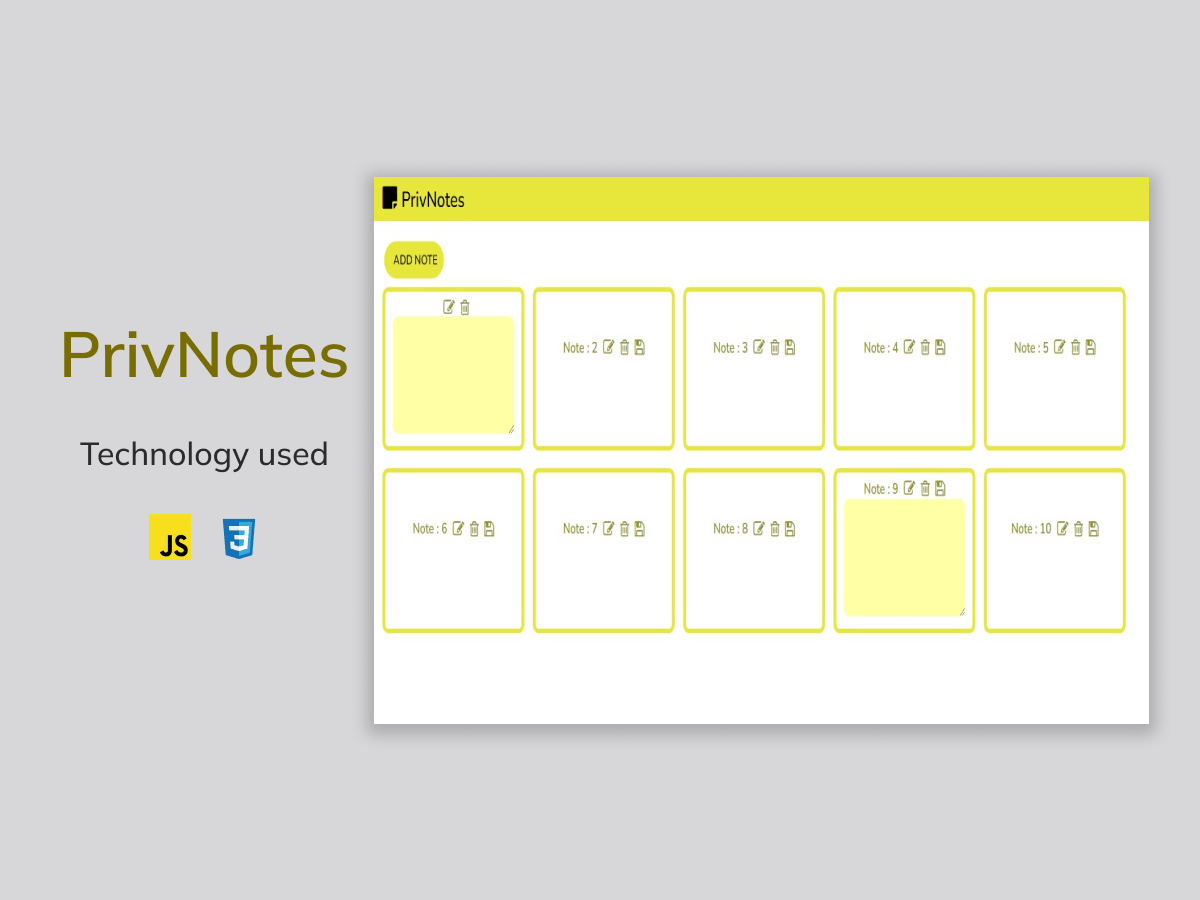 PrivNotes
Technology used
JS
3
PrivNotes
ADD NOTE
Note : 2
Note : 3
Note : 4
Note : 5
Note : 6
Note : 7
Note : 8
Note : 9
Note : 10